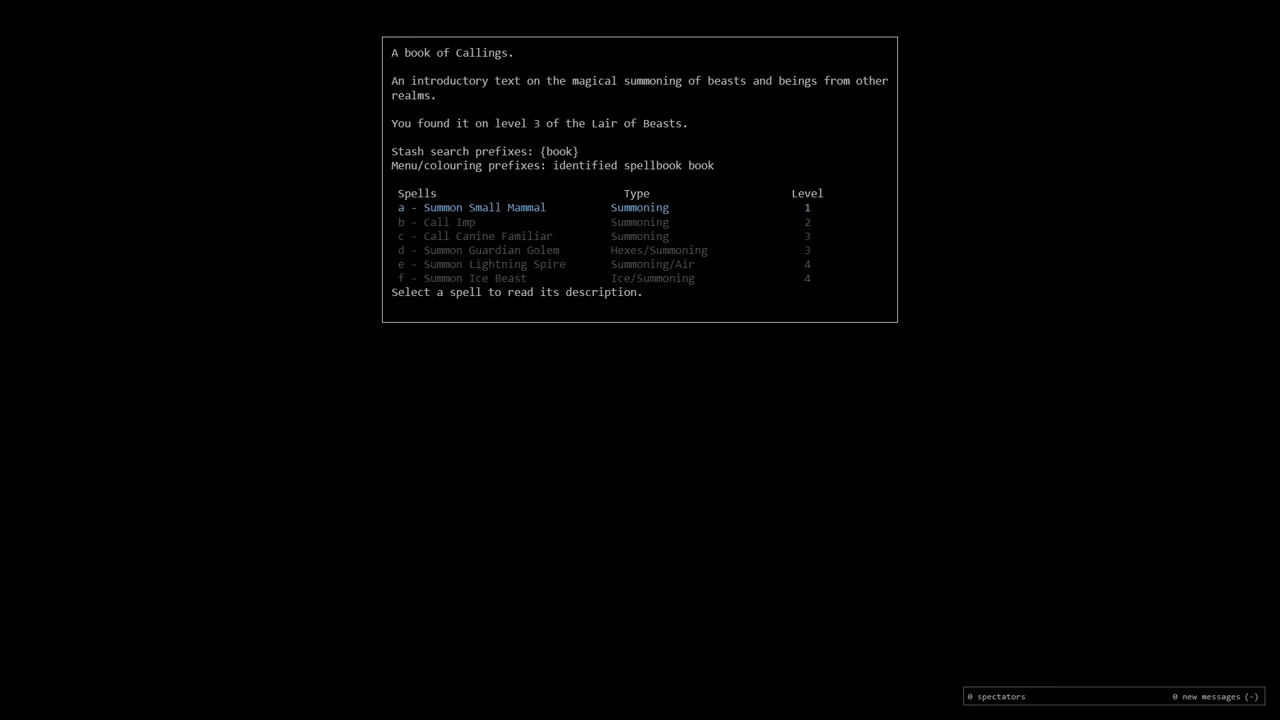 A book of Callings.
An introductory text on the magical summoning of beasts and beings from other
realms.
You found it on level 3 of the Lair of Beasts.
Stash search prefixes: {book}
Menu/colouring prefixes: identified spellbook book
Spells Type Level
a - Summon Small Mammal Summoning 1
b - Call Imp Summoning 2
c - Call Canine Familiar Summoning 3
d - Summon Guardian Golem Hexes/Summoning 3
e - Summon Lightning Spire Summoning/Air 4
f - Summon Ice Beast Ice/Summoning 4
Select a spell to read its description.
0 spectators 0 new messages (-)